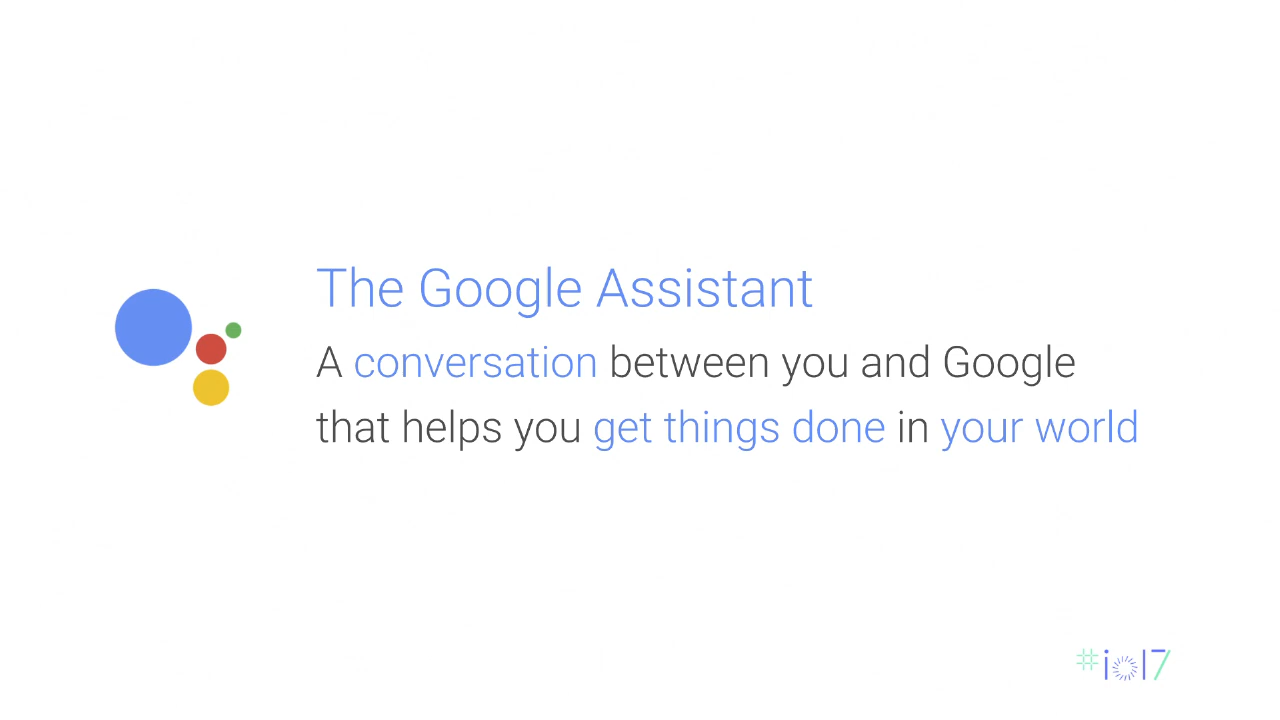 The Google Assistant
A conversation between you and Google
that helps you get things done in your world
#io17